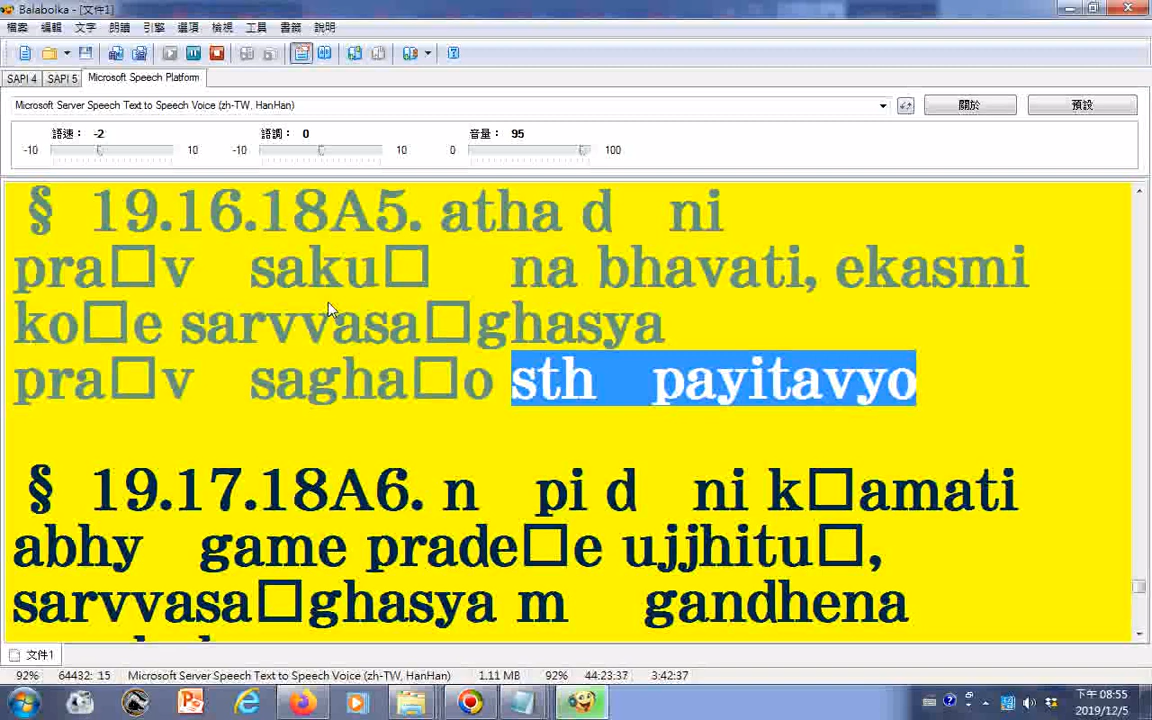 Balabolka - [文件1]
檔案 編輯 文字 朗讀 引擎 選項 檢視 工具 書籤 說明
SAPI 4 SAPI 5 Microsoft Speech Platform
Microsoft Server Speech Text to Speech Voice (zh-TW, HanHan) 關於 預設
語速： -2 語調： 0 音量： 95
-10 10 -10 10 0 100
§ 19.16.18A5. atha d ni
pra□v saku□ na bhavati, ekasmi
ko□e sarvvasa□ghasya
pra□v sagha□o sth payitavyo
§ 19.17.18A6. n pi d ni k□amati
abhy game prade□e ujjhitu□,
sarvvasa□ghasya m gandhena
文件1
92% 64432: 15 Microsoft Server Speech Text to Speech Voice (zh-TW, HanHan) 1.11 MB 92% 44:23:37 3:42:37
下午 08:55
2019/12/5